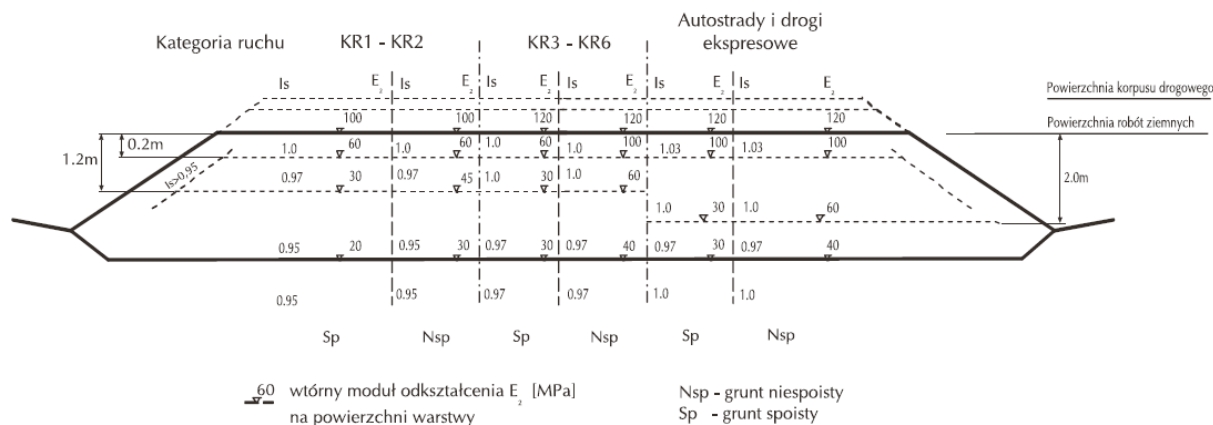 Autostrady i drogi
Kategoria ruchu KR1 - KR2 KR3 - KR6 ekspresowe
Is E₂ Is E₂ Is E₂ Is E₂ Is E₂ Is E₂
Powierzchnia korpusu drogowego
100 100 120 120 120 120
Powierzchnia robót ziemnych
0.2m 1.0 60 1.0 60 1.0 60 1.0 100 1.03 100 1.03 100
1.2m
Is>0,95 0.97 30 0.97 45 1.0 30 1.0 60
2.0m
1.0 30 1.0 60
0.95 20 0.95 30 0.97 30 0.97 40 0.97 30 0.97 40
0.95 0.95 0.97 0.97 1.0 1.0
Sp Nsp Sp Nsp Sp Nsp
60 wtórny moduł odkształcenia E₂ [MPa]
na powierzchni warstwy
Nsp - grunt niespoisty
Sp - grunt spoisty